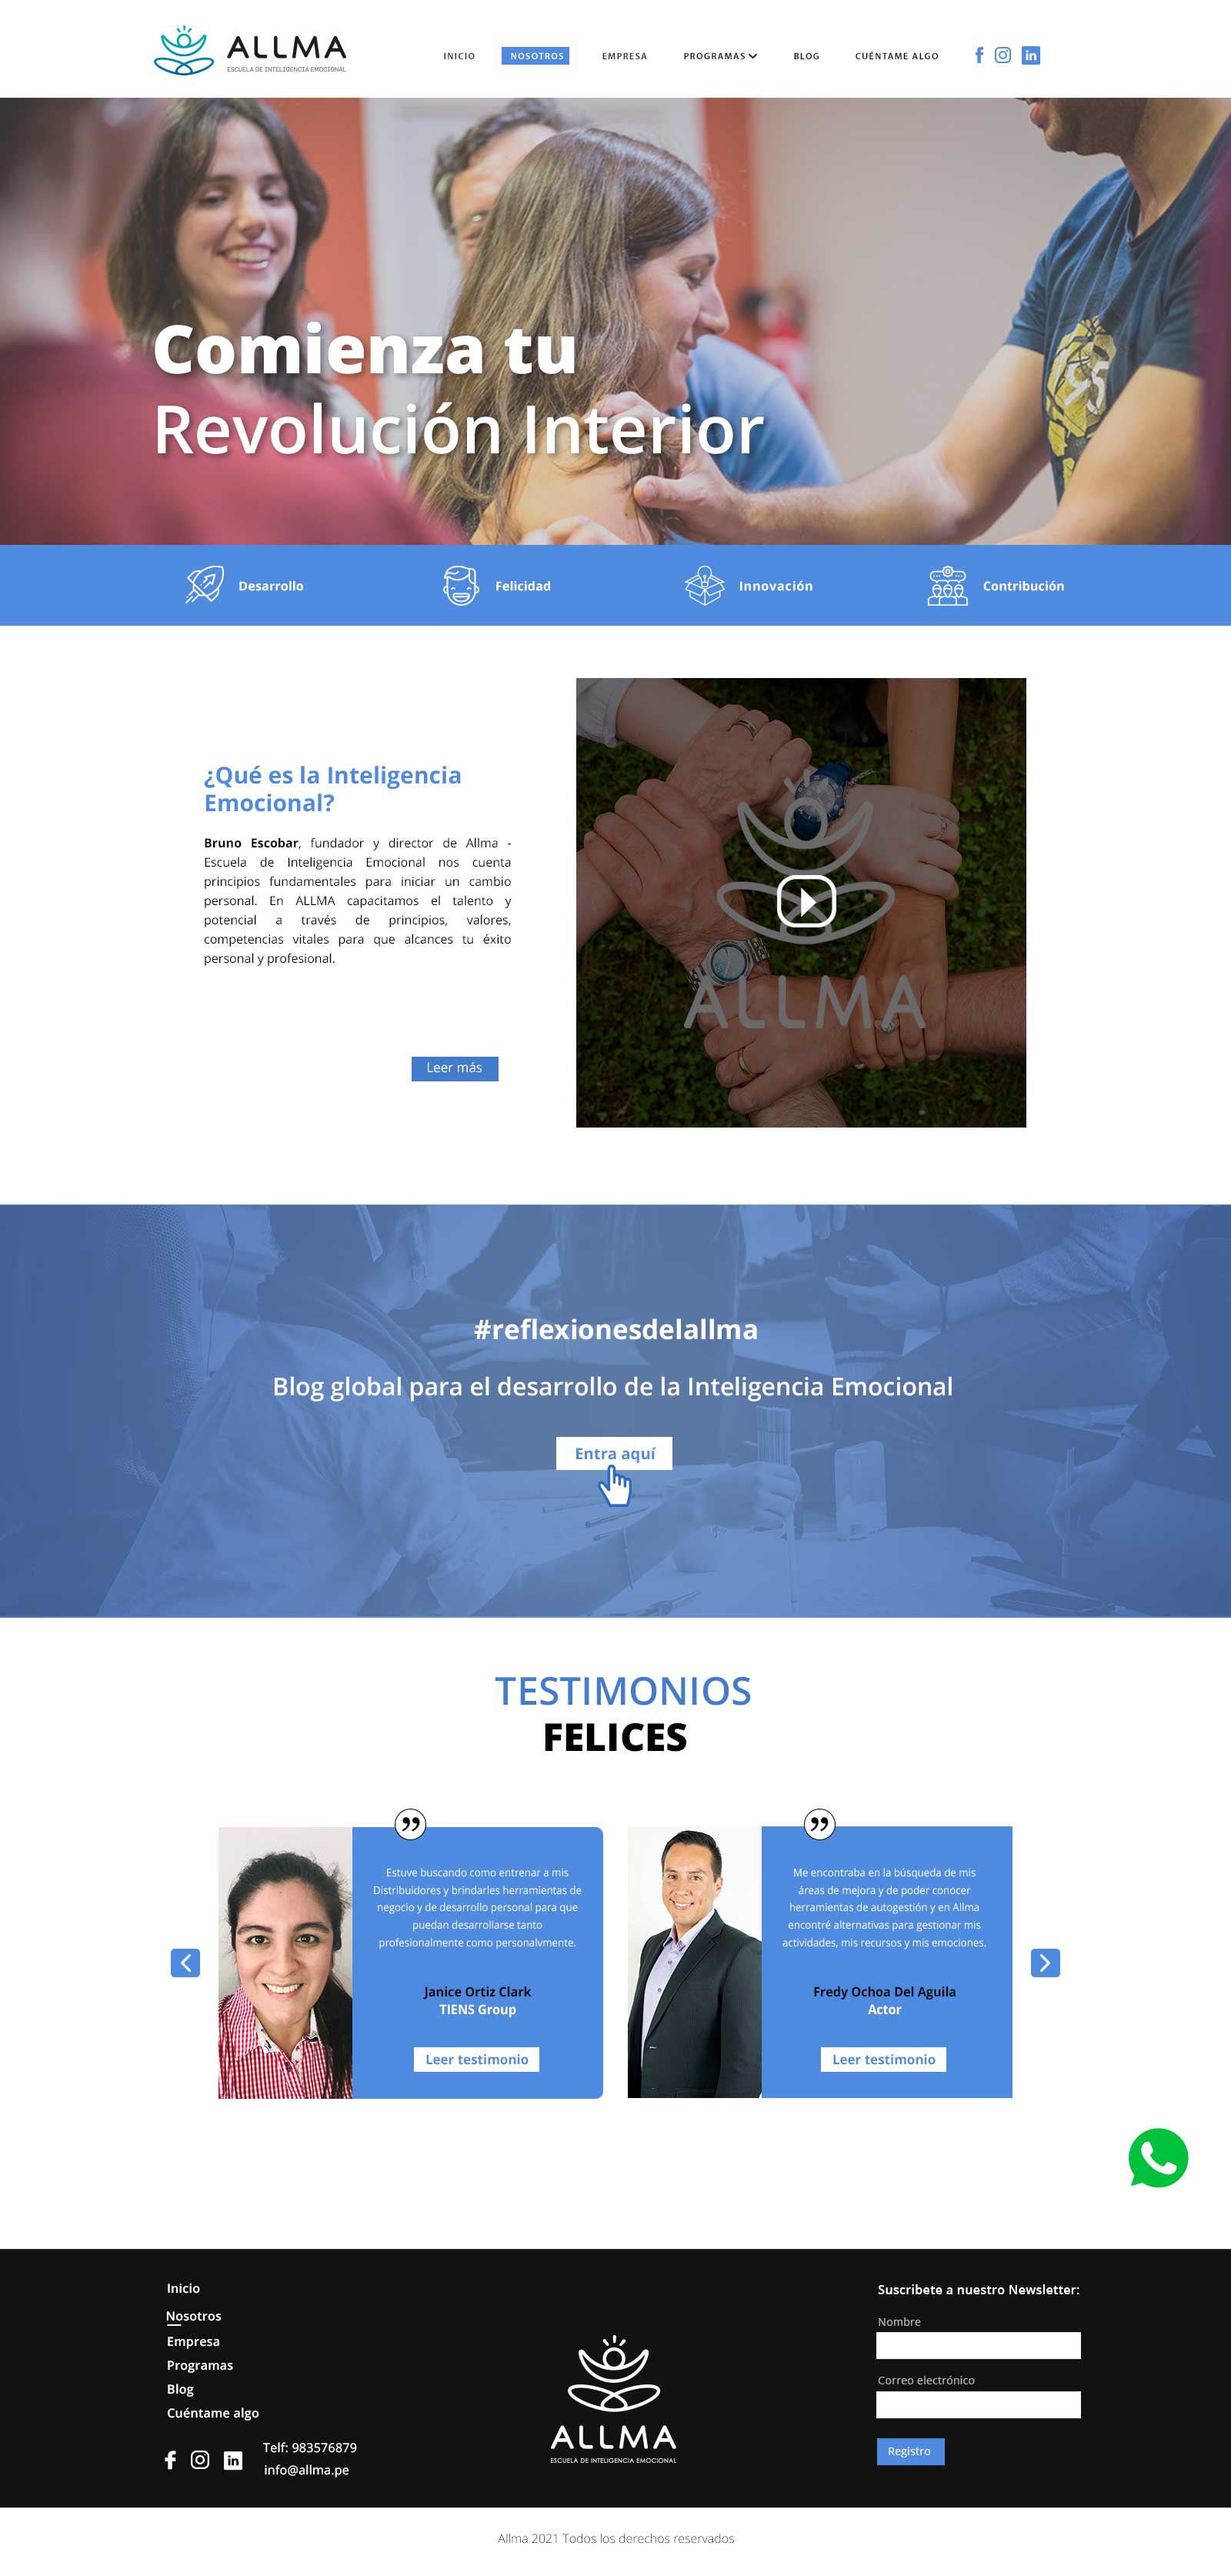 ALLMA
ESCUELA DE INTELIGENCIA EMOCIONAL
INICIO NOSOTROS EMPRESA PROGRAMAS BLOG CUÉNTAME ALGO
Comienza tu
Revolución Interior
Desarrollo Felicidad Innovación Contribución
¿Qué es la Inteligencia
Emocional?
Bruno Escobar, fundador y director de Allma -
Escuela de Inteligencia Emocional nos cuenta
principios fundamentales para iniciar un cambio
personal. En ALLMA capacitamos el talento y
potencial a través de principios, valores,
competencias vitales para que alcances tu éxito
personal y profesional.
Leer más
ALLMA
#reflexionesdelallma
Blog global para el desarrollo de la Inteligencia Emocional
Entra aquí
TESTIMONIOS
FELICES
Estuve buscando como entrenar a mis
Distribuidores y brindarles herramientas de
negocio y de desarrollo personal para que
puedan desarrollarse tanto
profesionalmente como personalvmente.
Janice Ortiz Clark
TIENS Group
Leer testimonio
Me encontraba en la búsqueda de mis
áreas de mejora y de poder conocer
herramientas de autogestión y en Allma
encontré alternativas para gestionar mis
actividades, mis recursos y mis emociones.
Fredy Ochoa Del Aguila
Actor
Leer testimonio
Inicio
Nosotros
Empresa
Programas
Blog
Cuéntame algo
Telf: 983576879
info@allma.pe
ALLMA
ESCUELA DE INTELIGENCIA EMOCIONAL
Suscribete a nuestro Newsletter:
Nombre
Correo electrónico
Registro
Allma 2021 Todos los derechos reservados